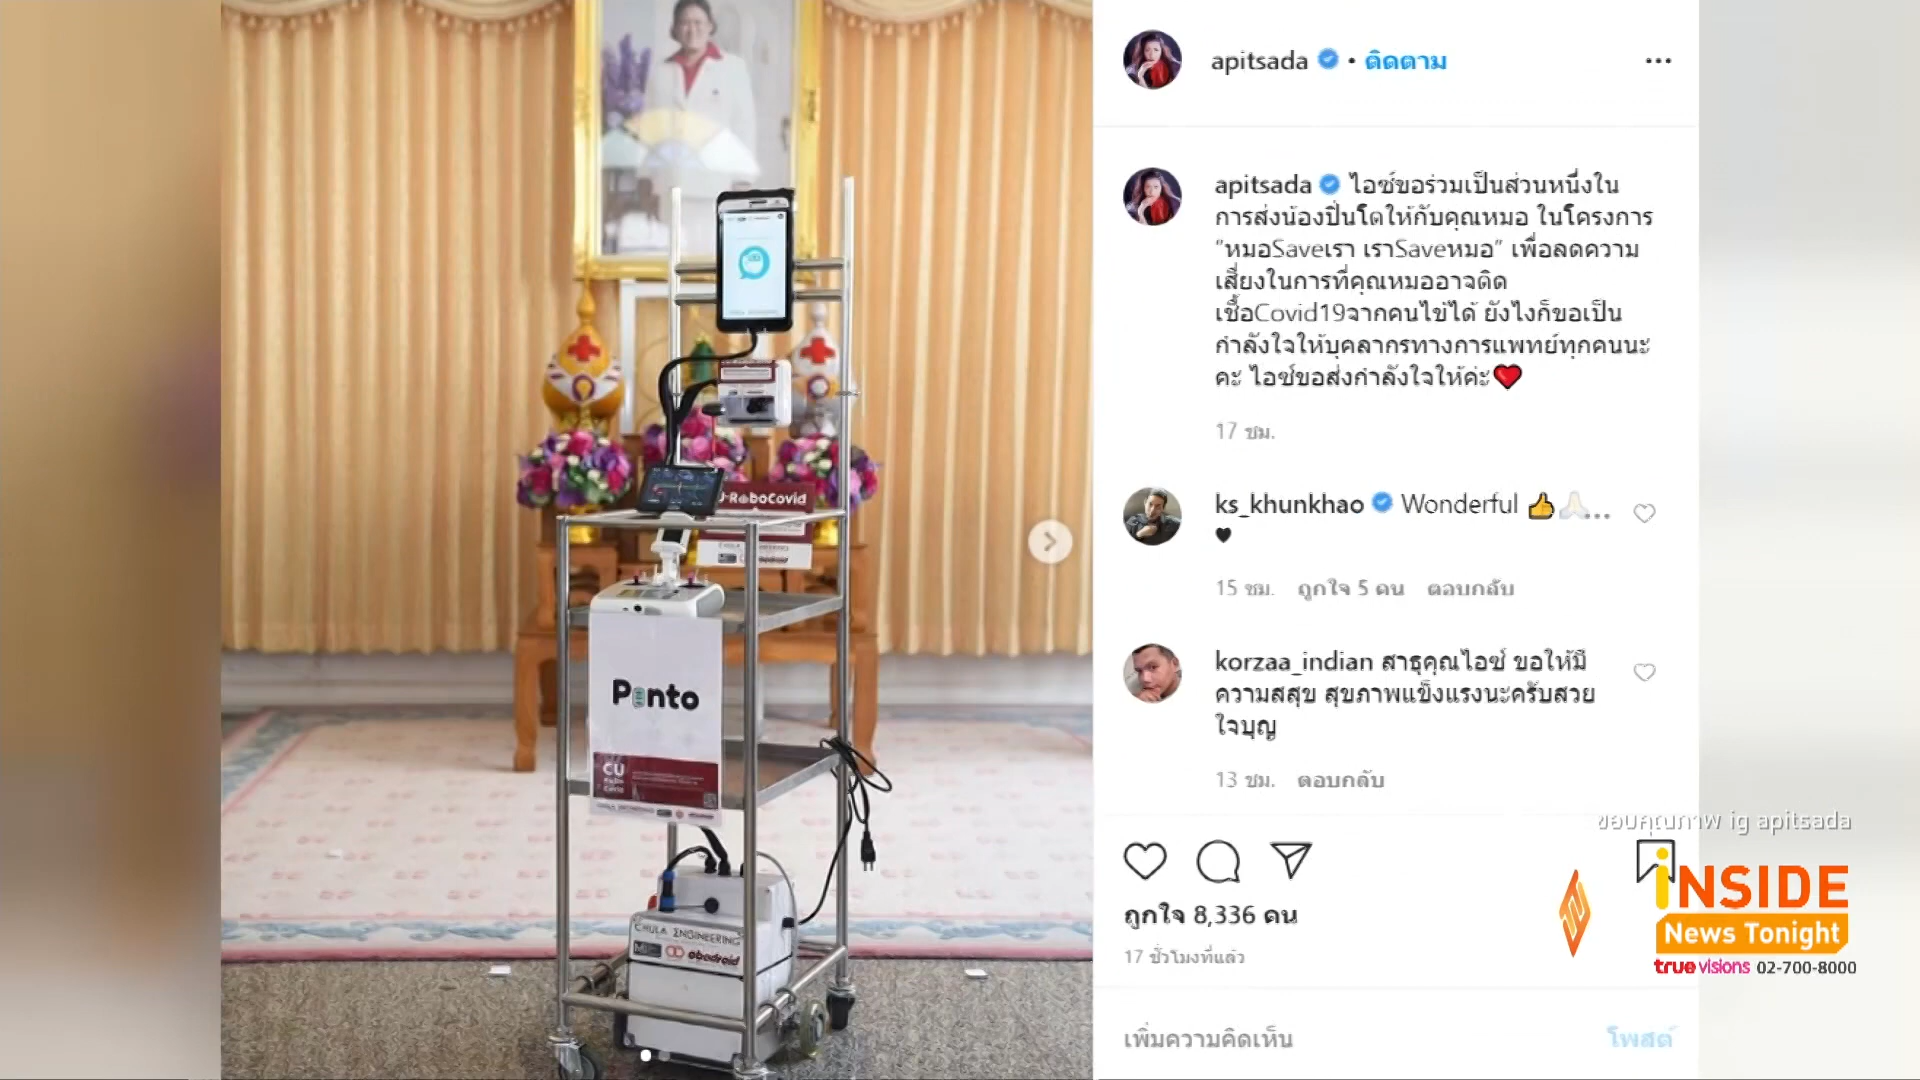 apitsada • ติดตาม
apitsada ไอซ์ขอร่วมเป็นส่วนหนึ่งใน
การส่งน้องปิ่นโตให้กับคุณหมอ ในโครงการ
"หมอSaveเรา เราSaveหมอ" เพื่อลดความ
เสี่ยงในการที่คุณหมออาจติด
เชื้อCovid19จากคนไข้ได้ ยังไงก็ขอเป็น
กำลังใจให้บุคลากรทางการแพทย์ทุกคนนะ
คะ ไอซ์ขอส่งกำลังใจให้ค่ะ❤️
17 ชม.
ks_khunkhao Wonderful 👍🙏🏻...
🖤
15 ชม. ถูกใจ 5 คน ตอบกลับ
korzaa_indian สาธุคุณไอซ์ ขอให้มี
ความสสุข สุขภาพแข็งแรงนะครับสวย
ใจบุญ
13 ชม. ตอบกลับ
ถูกใจ 8,336 คน
17 ชั่วโมงที่แล้ว
เพิ่มความคิดเห็น
โพสต์
ขอบคุณภาพ ig apitsada
iNSIDE
News Tonight
truevisions 02-700-8000
-RoboCovid
CHULA ENGINEERING
Pinto
CU
RoBo
Covid
CHULA ENGINEERING
obodroid